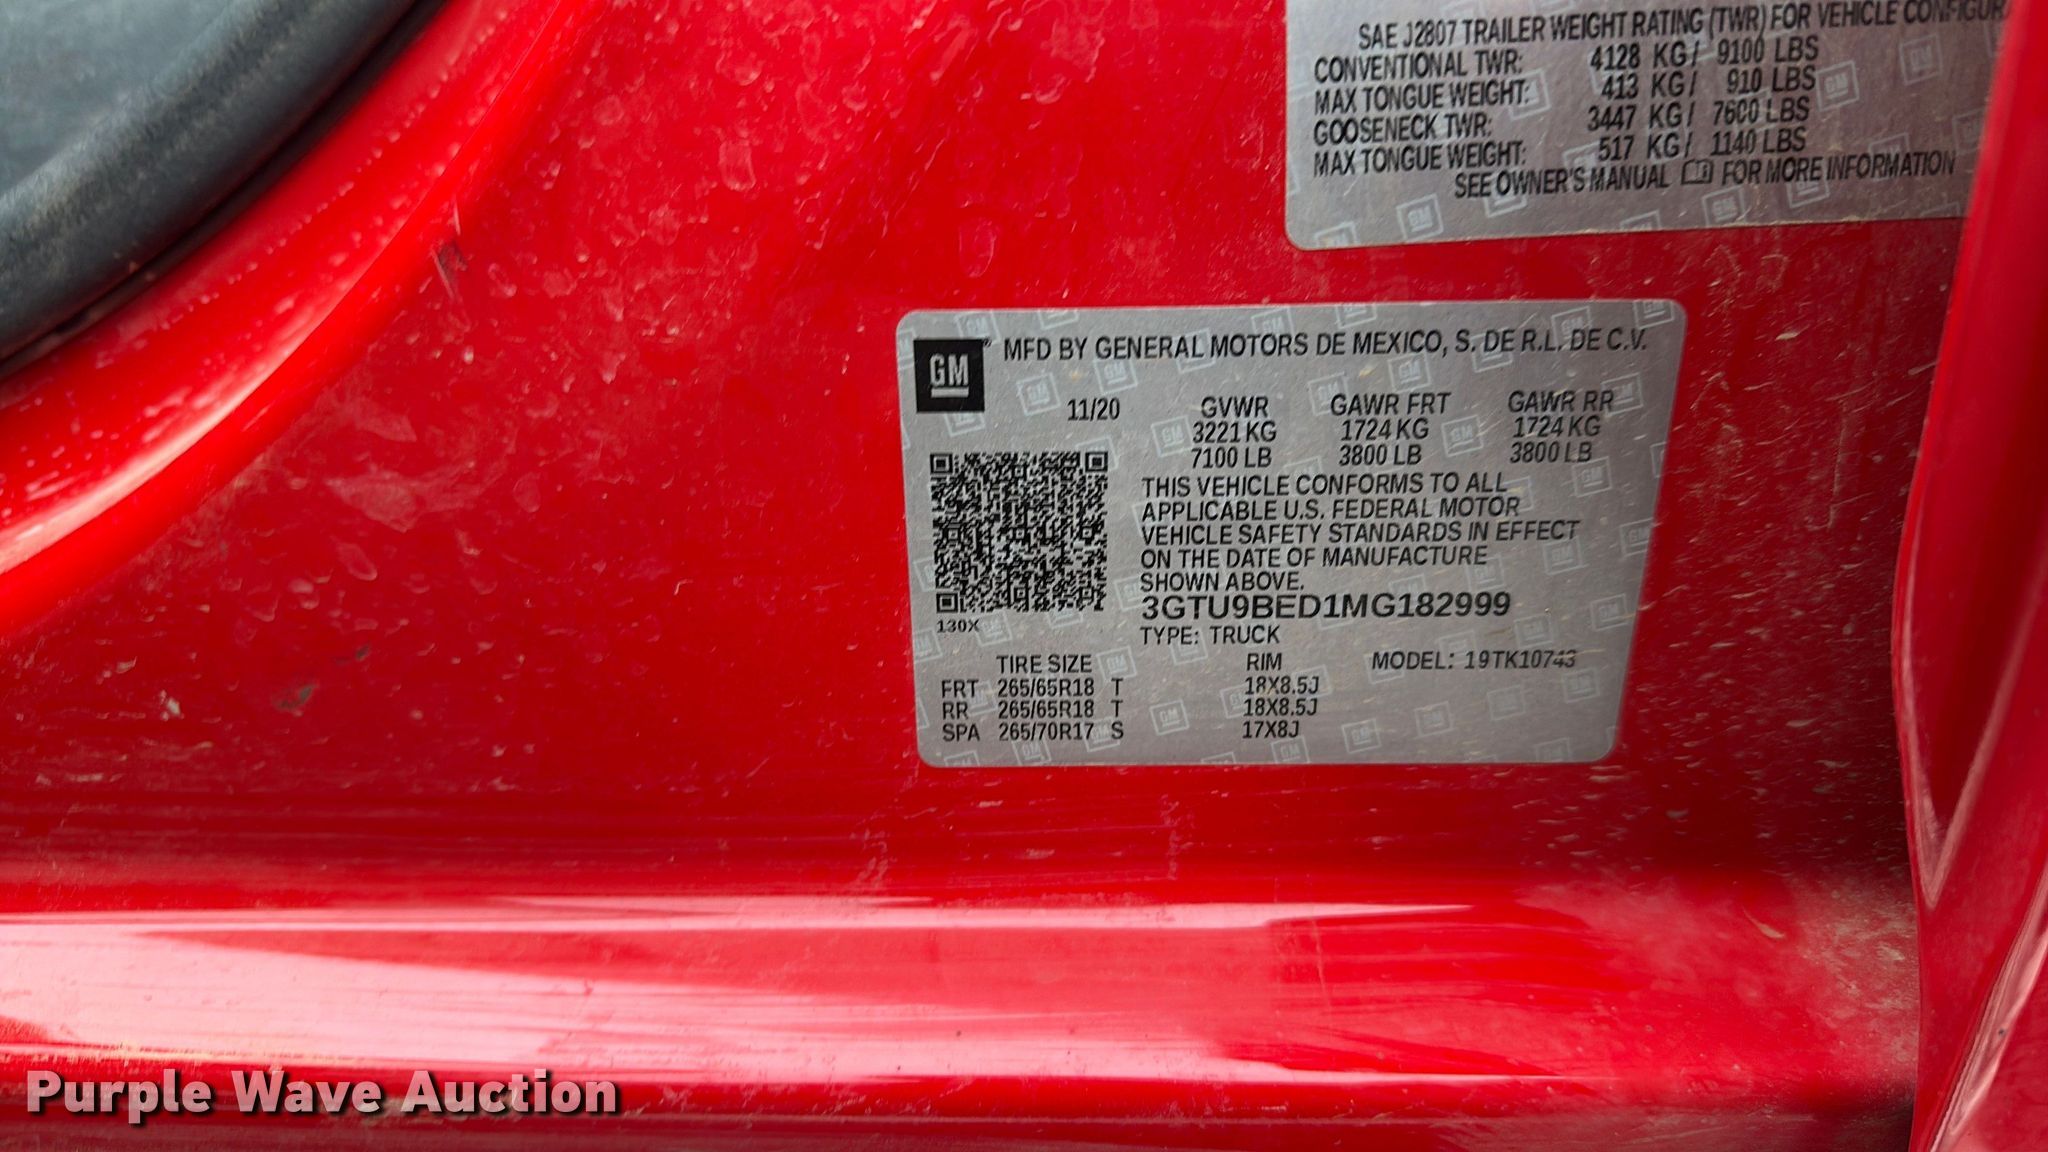 SAE J2807 TRAILER WEIGHT RATING (TWR) FOR VEHICLE
CONVENTIONAL TWR: 4128 KG/ 9100 LBS
MAX TONGUE WEIGHT: 413 KG/ 910 LBS
GOOSENECK TWR: 3447 KG/ 7600 LBS
MAX TONGUE WEIGHT: 517 KG/ 1140 LBS
SEE OWNER'S MANUAL FOR MORE INFORMATION
GM® MFD BY GENERAL MOTORS DE MEXICO, S. DE R.L. DE C.V.
11/20 GVWR GAWR FRT GAWR RR
3221 KG 1724 KG 1724 KG
7100 LB 3800 LB 3800 LB
THIS VEHICLE CONFORMS TO ALL
APPLICABLE U.S. FEDERAL MOTOR
VEHICLE SAFETY STANDARDS IN EFFECT
ON THE DATE OF MANUFACTURE
SHOWN ABOVE.
3GTU9BED1MG182999
130X
TYPE: TRUCK
TIRE SIZE RIM MODEL: 19TK10743
FRT 265/65R18 T 18X8.5J
RR 265/65R18 T 18X8.5J
SPA 265/70R17 S 17X8J
Purple Wave Auction